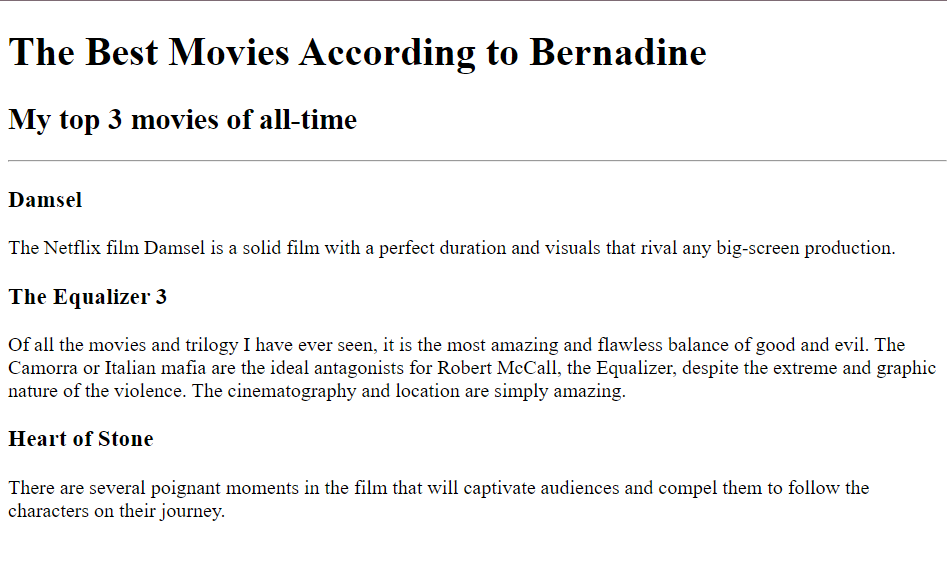 The Best Movies According to Bernadine
My top 3 movies of all-time
Damsel
The Netflix film Damsel is a solid film with a perfect duration and visuals that rival any big-screen production.
The Equalizer 3
Of all the movies and trilogy I have ever seen, it is the most amazing and flawless balance of good and evil. The
Camorra or Italian mafia are the ideal antagonists for Robert McCall, the Equalizer, despite the extreme and graphic
nature of the violence. The cinematography and location are simply amazing.
Heart of Stone
There are several poignant moments in the film that will captivate audiences and compel them to follow the
characters on their journey.